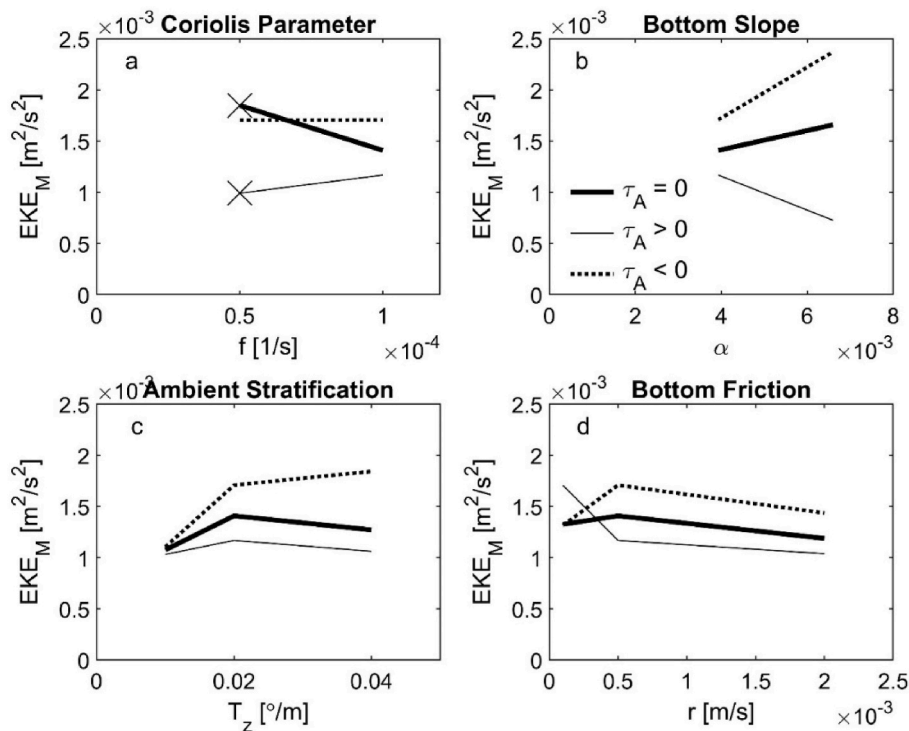 ×10⁻³ Coriolis Parameter
a
EKE_M [m²/s²]
2.5
2
1.5
1
0.5
0
0 0.5 1
f [1/s] ×10⁻⁴
×10⁻³ Bottom Slope
b
EKE_M [m²/s²]
2.5
2
1.5
1
0.5
0
τ_A = 0
τ_A > 0
τ_A < 0
0 2 4 6 8
α ×10⁻³
×10⁻³ Ambient Stratification
c
EKE_M [m²/s²]
2.5
2
1.5
1
0.5
0
0 0.02 0.04
T_z [°/m]
×10⁻³ Bottom Friction
d
EKE_M [m²/s²]
2.5
2
1.5
1
0.5
0
0 0.5 1 1.5 2 2.5
r [m/s] ×10⁻³